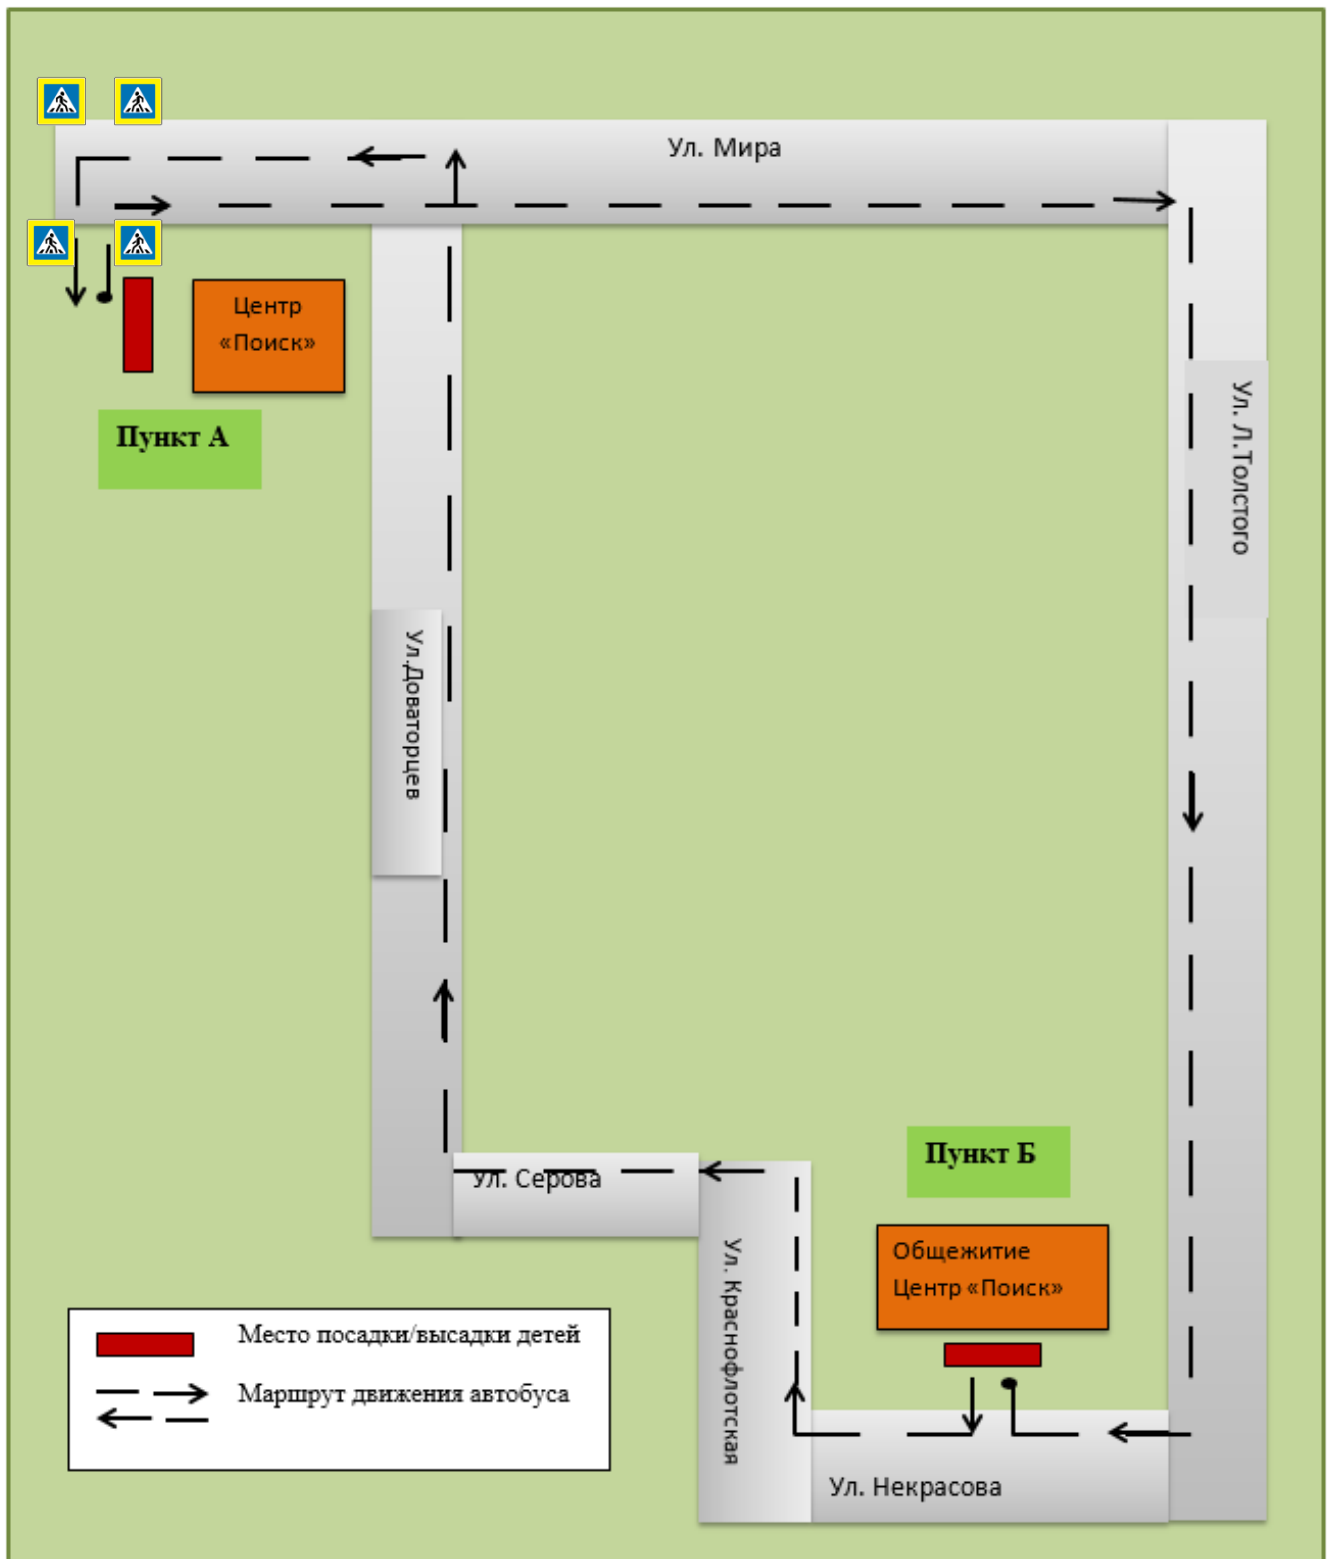 Ул. Мира
Центр
«Поиск»
Пункт А
Ул. Л.Толстого
Ул.Доваторцев
Пункт Б
Ул. Серова
Общежитие
Центр «Поиск»
Ул. Краснофлотская
Ул. Некрасова
Место посадки/высадки детей
Маршрут движения автобуса